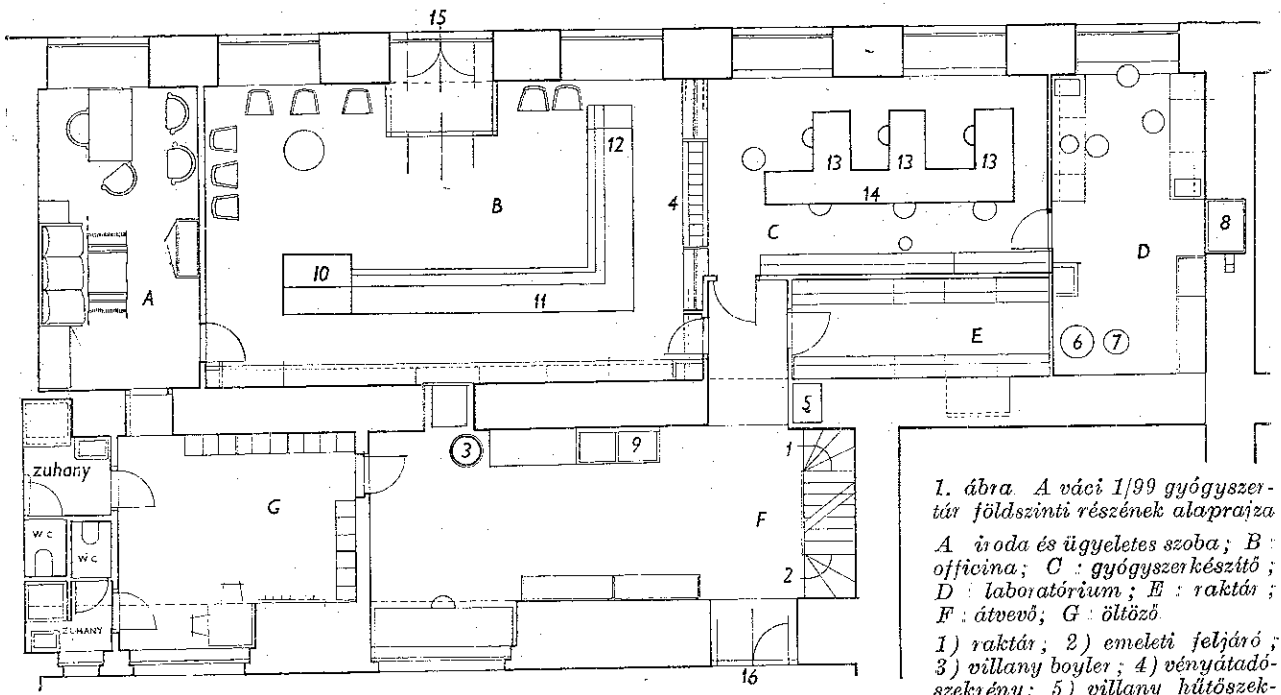 15
12
13 13 13
14
4
B
C
8
D
10
A
11
E
6 7
5
zuhany
3
9
1
G
F
wc wc
2
ZUHANY
16
1. ábra A váci 1/99 gyógyszer-
tár földszinti részének alaprajza
A iroda és ügyeletes szoba; B :
officina; C : gyógyszerkészítő;
D : laboratórium; E : raktár;
F : átvevő; G : öltöző
1) raktár; 2) emeleti feljáró;
3) villany boyler; 4) vényátadó-
szekrény; 5) villany hűtőszek-